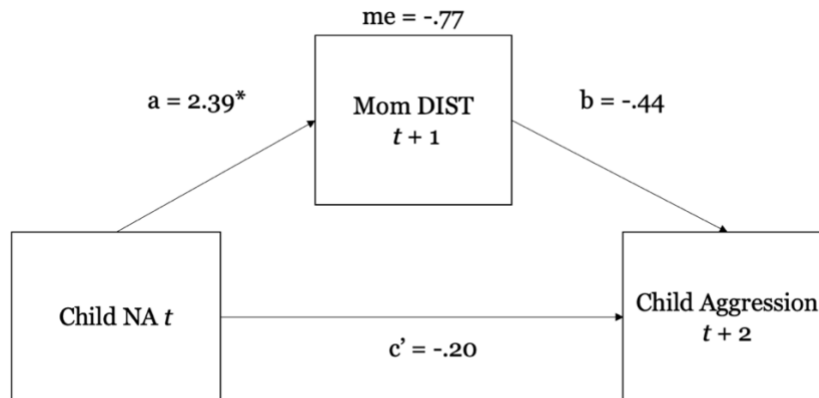 me = -.77
a = 2.39*
Mom DIST
t + 1
b = -.44
Child NA t
c’ = -.20
Child Aggression
t + 2